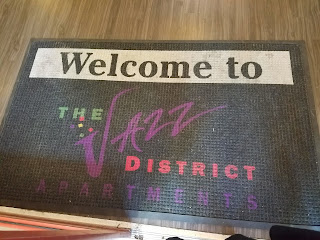 Welcome to
THE
JAZZ
DISTRICT
APARTMENTS